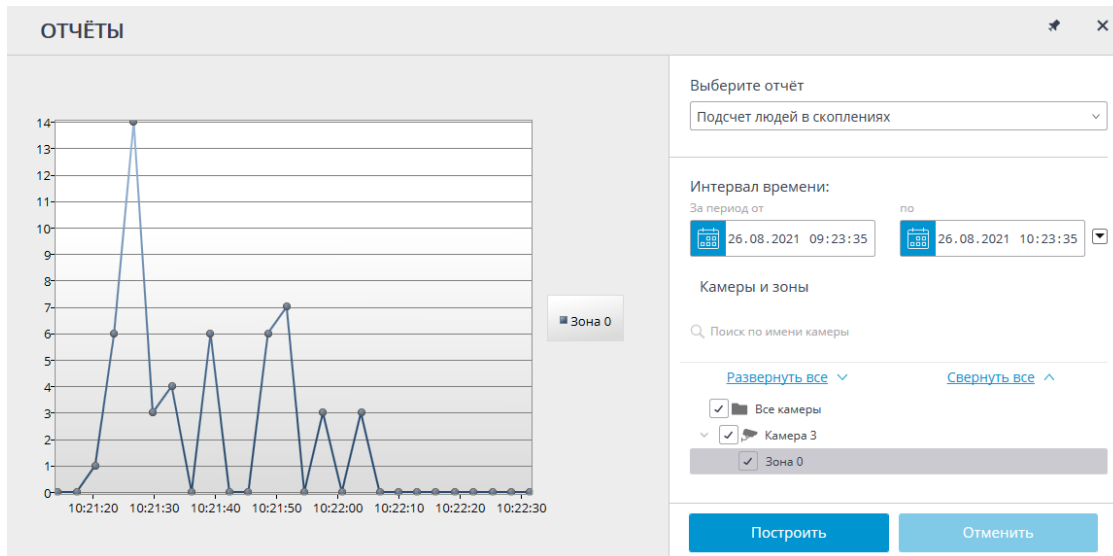 ОТЧЁТЫ
14
13
12
11
10
9
8
7
6
5
4
3
2
1
0
10:21:20 10:21:30 10:21:40 10:21:50 10:22:00 10:22:10 10:22:20 10:22:30
Зона 0
Выберите отчёт
Подсчет людей в скоплениях
Интервал времени:
За период от по
26.08.2021 09:23:35 26.08.2021 10:23:35
Камеры и зоны
Поиск по имени камеры
Развернуть все Свернуть все
Все камеры
Камера 3
Зона 0
Построить Отменить